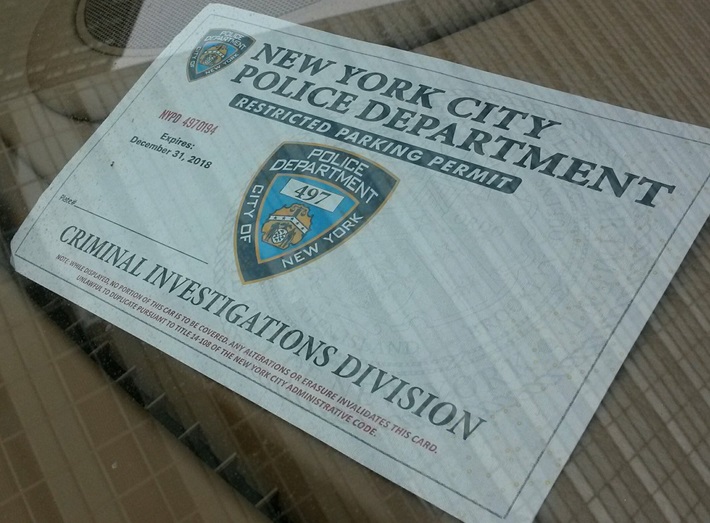 NEW YORK CITY
POLICE DEPARTMENT
RESTRICTED PARKING PERMIT
NYPD 4970194
Expires:
December 31, 2018
POLICE
DEPARTMENT
CITY OF
497
NEW YORK
Plate#
CRIMINAL INVESTIGATIONS DIVISION
NOTE: WHILE DISPLAYED, NO PORTION OF THIS CAR IS TO BE COVERED. ANY ALTERATIONS OR ERASURE INVALIDATES THIS CARD.
UNLAWFUL TO DUPLICATE PURSUANT TO TITLE 14-108 OF THE NEW YORK CITY ADMINISTRATIVE CODE.